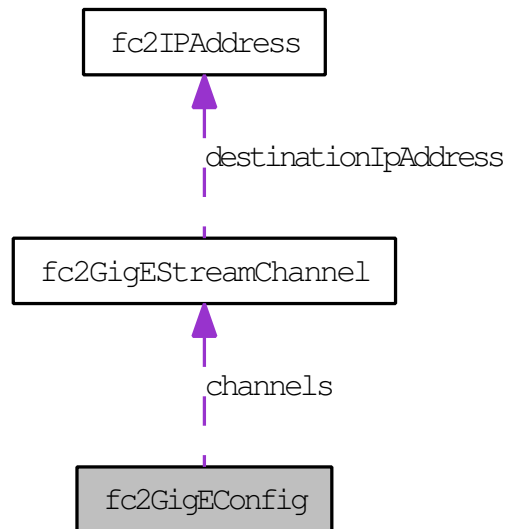 fc2IPAddress
destinationIpAddress
fc2GigEStreamChannel
channels
fc2GigEConfig